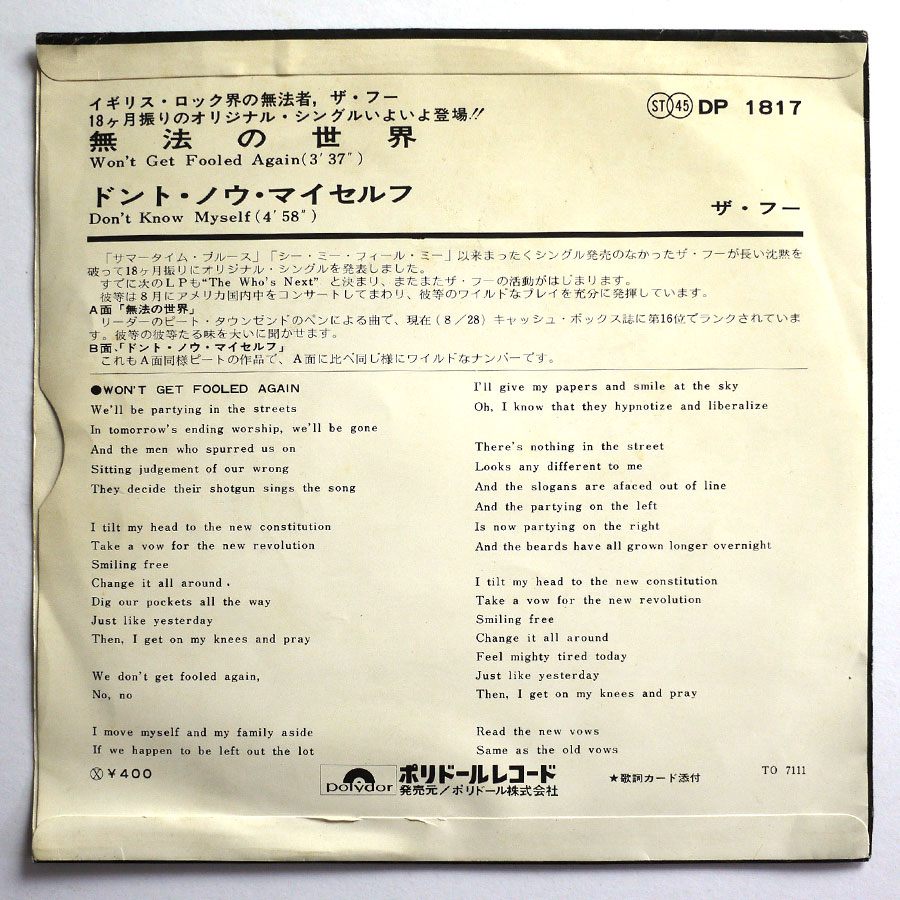 イギリス・ロック界の無法者，ザ・フー
18ヶ月振りのオリジナル・シングルいよいよ登場!!
無法の世界
Won't Get Fooled Again(3′37″)
ドント・ノウ・マイセルフ
Don't Know Myself(4′58″)
ST 45 DP 1817
ザ・フー
「サマータイム・ブルース」「シー・ミー・フィール・ミー」以来まったくシングル発売のなかったザ・フーが長い沈黙を
破って18ヶ月振りにオリジナル・シングルを発表しました。
すでに次のLPも“The Who's Next” と決まり、またまたザ・フーの活動がはじまります。
彼等は8月にアメリカ国内中をコンサートしてまわり、彼等のワイルドなプレイを充分に発揮しています。
A面「無法の世界」
リーダーのピート・タウンゼンドのペンによる曲で、現在(8/28)キャッシュ・ボックス誌に第16位でランクされていま
す。彼等の彼等たる味を大いに聞かせます。
B面、「ドント・ノウ・マイセルフ」
これもA面同様ピートの作品で、A面に比べ同じ様にワイルドなナンバーです。
●WON'T GET FOOLED AGAIN
We'll be partying in the streets
In tomorrow's ending worship, we'll be gone
And the men who spurred us on
Sitting judgement of our wrong
They decide their shotgun sings the song
I tilt my head to the new constitution
Take a vow for the new revolution
Smiling free
Change it all around.
Dig our pockets all the way
Just like yesterday
Then, I get on my knees and pray
We don't get fooled again,
No, no
I move myself and my family aside
If we happen to be left out the lot
I'll give my papers and smile at the sky
Oh, I know that they hypnotize and liberalize
There's nothing in the street
Looks any different to me
And the slogans are afaced out of line
And the partying on the left
Is now partying on the right
And the beards have all grown longer overnight
I tilt my head to the new constitution
Take a vow for the new revolution
Smiling free
Change it all around
Feel mighty tired today
Just like yesterday
Then, I get on my knees and pray
Read the new vows
Same as the old vows
Ⓧ¥400
polydor
ポリドールレコード
発売元/ポリドール株式会社
★歌詞カード添付
TO 7111